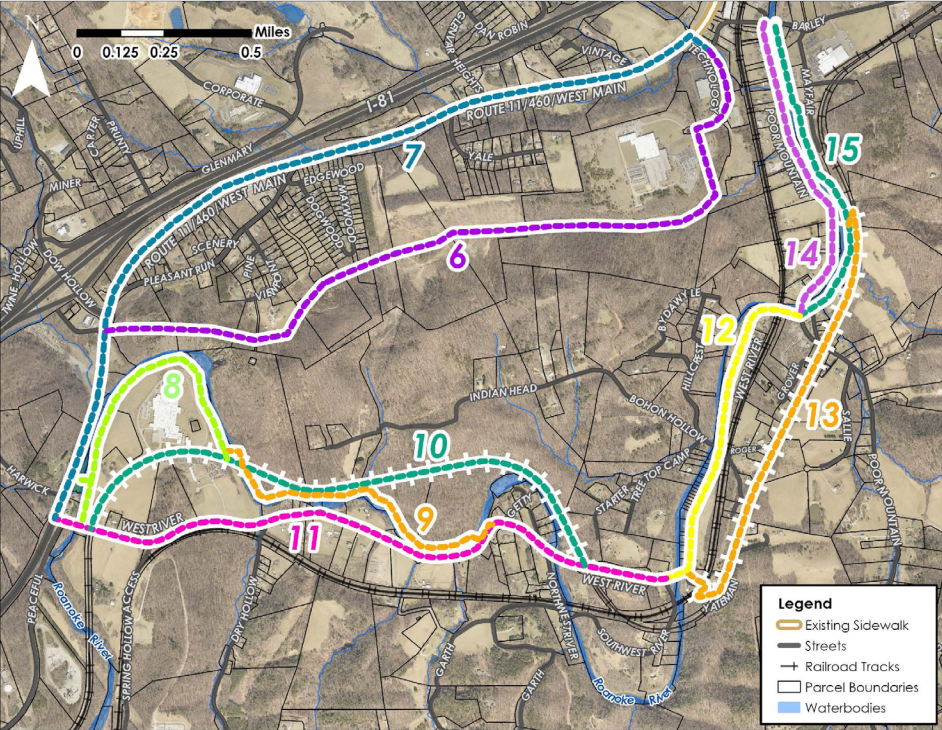 N
0 0.125 0.25 0.5 Miles
GLENVAR HEIGHTS
DAN ROBIN
BARLEY
VINTAGE
TECHNOLOGY
MAYFAIR
CORPORATE
I-81
ROUTE 11/460/WEST MAIN
UPHILL
CARTER
PRUNTY
POOR MOUNTAIN
7
15
YALE
GLENMARY
EDGEWOOD
MINER
MAYWOOD
DOGWOOD
ROUTE 11/460/WEST MAIN
SCENERY
6
14
TWINE HOLLOW
DOW HOLLOW
PLEASANT RUN
PINE
VIEWPOINT
BYDAWYLE
12
HILLCREST
WEST RIVER
8
GROVER
INDIAN HEAD
BOHON HOLLOW
13
SALLIE
10
ROGER
POOR MOUNTAIN
HARWICK
TREE TOP CAMP
STARTER
GETTY
9
WEST RIVER
11
WEST RIVER
YATEMAN
PEACEFUL
Roanoke River
SPRING HOLLOW ACCESS
DRY HOLLOW
NORTHWEST RIVER
SOUTHWEST RIVER
GARTH
GARTH
Roanoke River
Legend
Existing Sidewalk
Streets
Railroad Tracks
Parcel Boundaries
Waterbodies